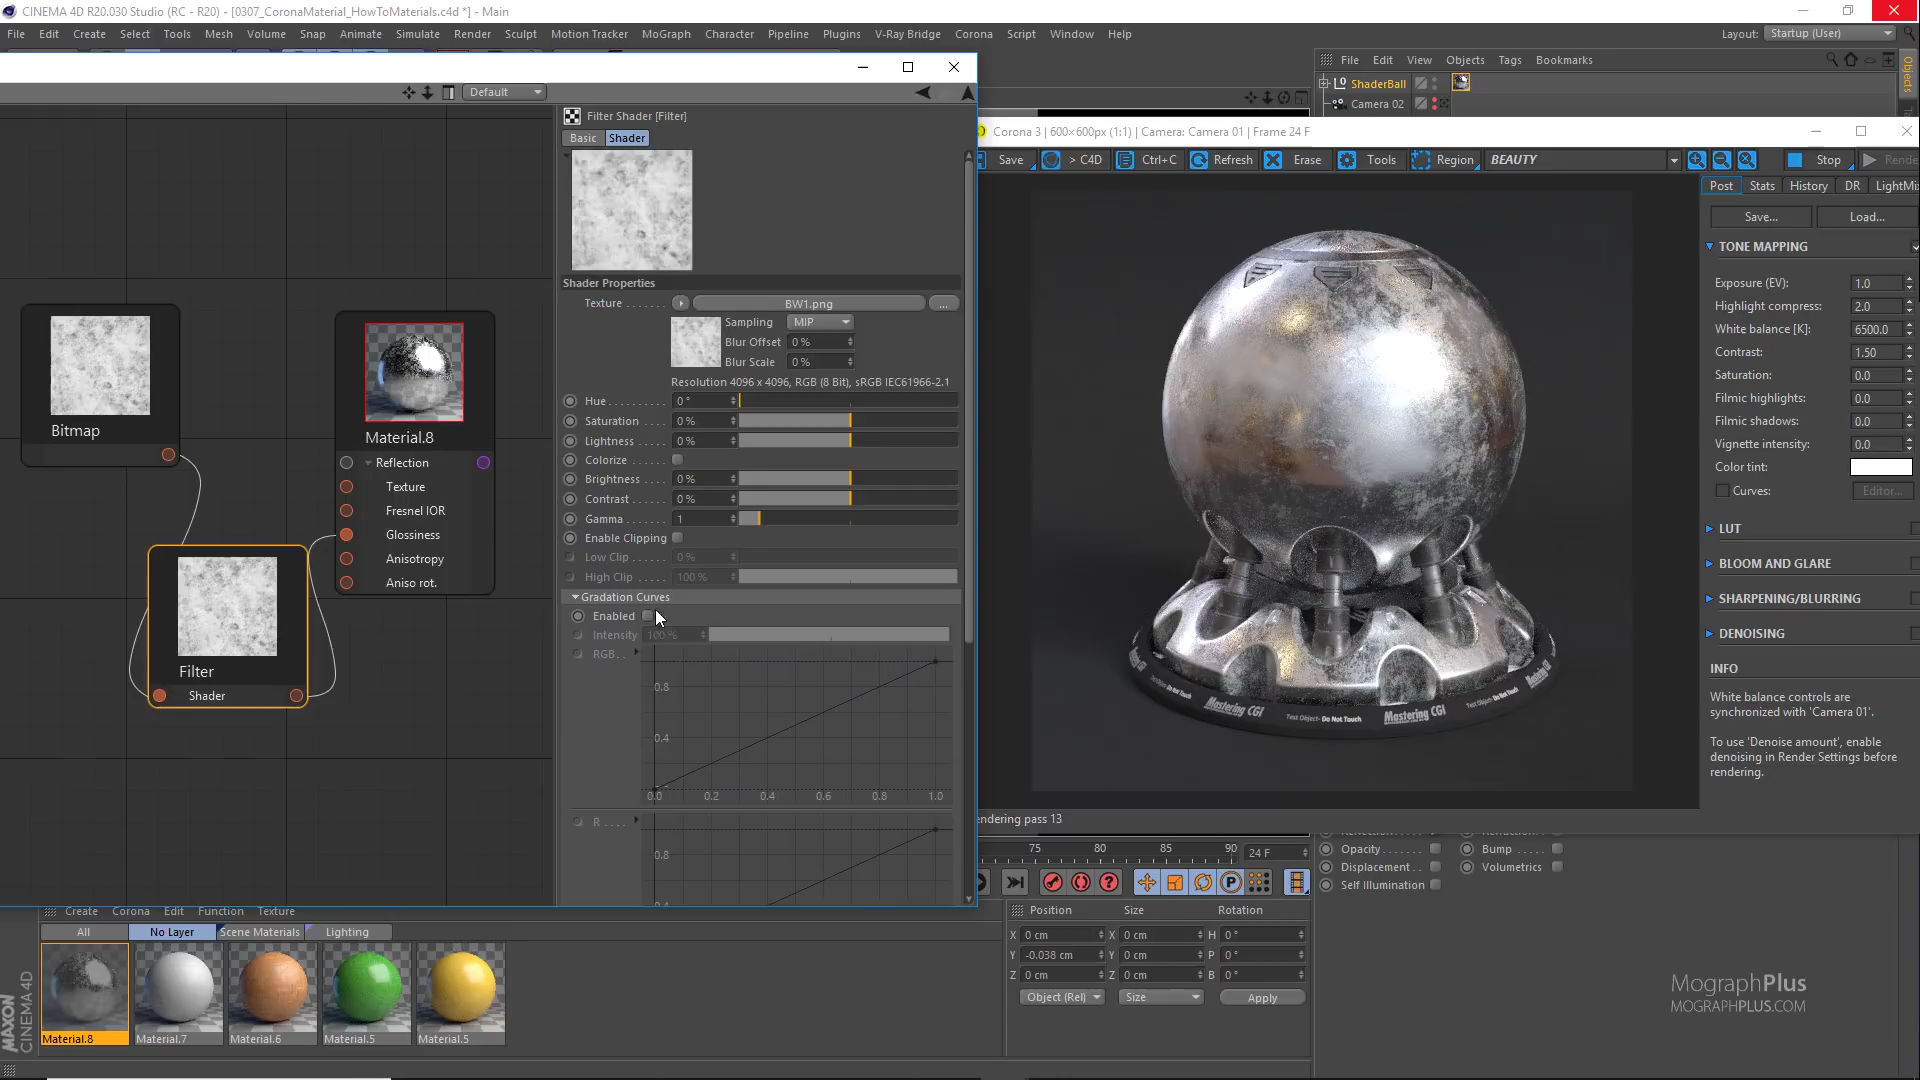 CINEMA 4D R20.030 Studio (RC - R20) - [0307_CoronaMaterial_HowToMaterials.c4d *] - Main
File Edit Create Select Tools Mesh Volume Snap Animate Simulate Render Sculpt Motion Tracker MoGraph Character Pipeline Plugins V-Ray Bridge Corona Script Window Help
Layout: Startup (User)
File Edit View Objects Tags Bookmarks
Objects
ShaderBall
Camera 02
Default
Filter Shader [Filter]
Basic Shader
Shader Properties
Texture BW1.png ...
Sampling MIP
Blur Offset 0 %
Blur Scale 0 %
Resolution 4096 x 4096, RGB (8 Bit), sRGB IEC61966-2.1
Hue 0 °
Saturation 0 %
Lightness 0 %
Colorize
Brightness 0 %
Contrast 0 %
Gamma 1
Enable Clipping
Low Clip 0 %
High Clip 100 %
Gradation Curves
Enabled
Intensity 100 %
RGB
0.8
0.4
0.0 0.2 0.4 0.6 0.8 1.0
R
0.8
0.4
Bitmap
Filter
Shader
Material.8
Reflection
Texture
Fresnel IOR
Glossiness
Anisotropy
Aniso rot.
Corona 3 | 600×600px (1:1) | Camera: Camera 01 | Frame 24 F
Save > C4D Ctrl+C Refresh Erase Tools Region BEAUTY Stop Rende
Post Stats History DR LightMi
Save... Load...
TONE MAPPING
Exposure (EV): 1.0
Highlight compress: 2.0
White balance [K]: 6500.0
Contrast: 1.50
Saturation: 0.0
Filmic highlights: 0.0
Filmic shadows: 0.0
Vignette intensity: 0.0
Color tint:
Curves: Editor...
LUT
BLOOM AND GLARE
SHARPENING/BLURRING
DENOISING
INFO
White balance controls are
synchronized with 'Camera 01'.
To use 'Denoise amount', enable
denoising in Render Settings before
rendering.
Mastering CGI
Test Object- Do Not Touch
Mastering CGI
endering pass 13
75 80 85 90 24 F
Opacity Bump
Displacement Volumetrics
Self Illumination
Create Corona Edit Function Texture
All No Layer Scene Materials Lighting
Material.8 Material.7 Material.6 Material.5 Material.5
MAXON
CINEMA 4D
Position Size Rotation
X 0 cm X 0 cm H 0 °
Y -0.038 cm Y 0 cm P 0 °
Z 0 cm Z 0 cm B 0 °
Object (Rel) Size Apply
MographPlus
MOGRAPHPLUS.COM